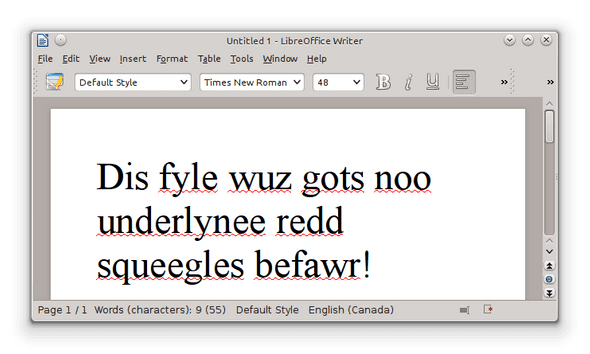 Untitled 1 - LibreOffice Writer
File Edit View Insert Format Table Tools Window Help
Default Style Times New Roman 48 B i U »  »
Dis fyle wuz gots noo
underlynee redd
squeegles befawr!
Page 1 / 1 Words (characters): 9 (55) Default Style English (Canada)